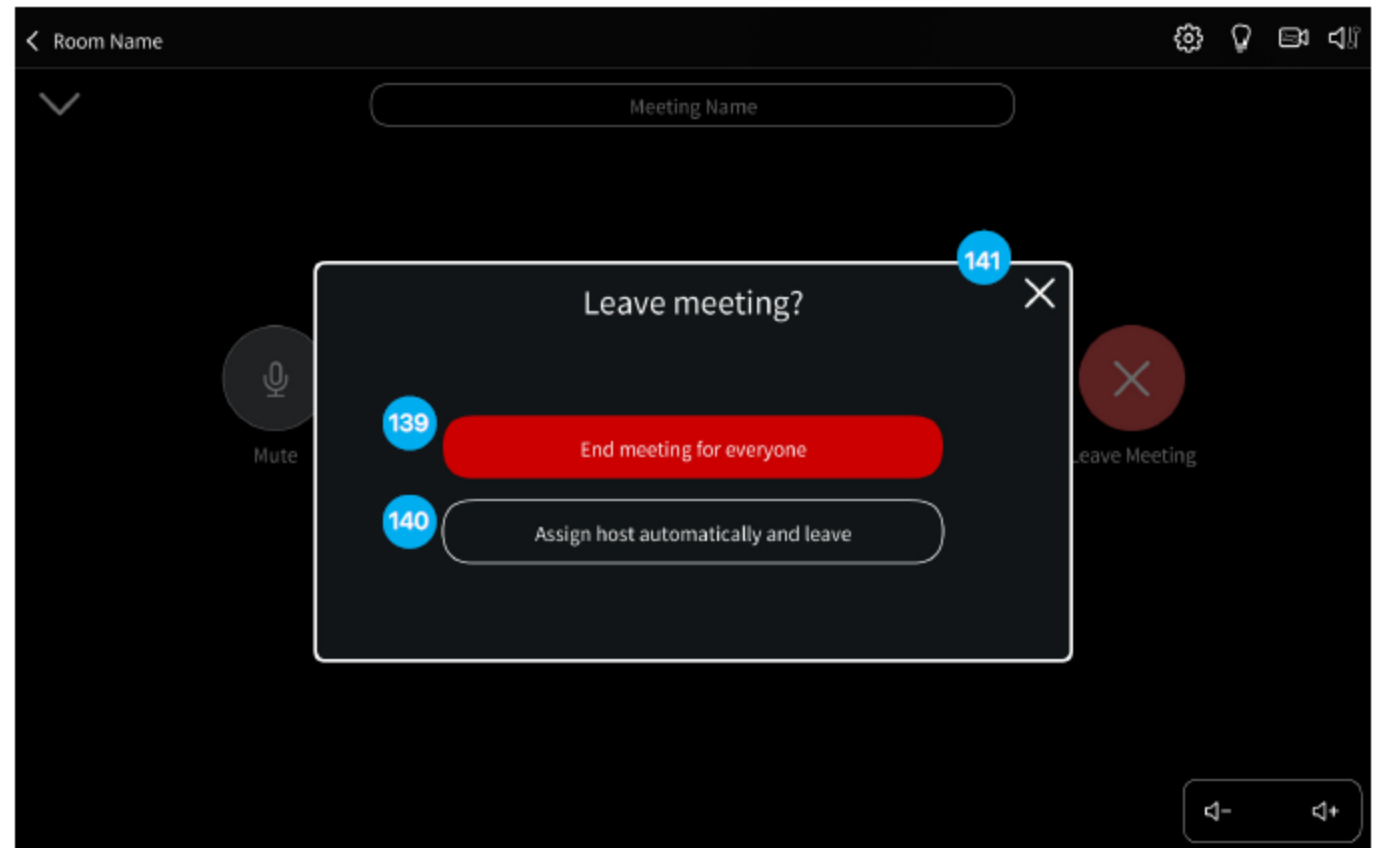 Room Name
Meeting Name
141
Leave meeting?
139
End meeting for everyone
Mute
eave Meeting
140
Assign host automatically and leave